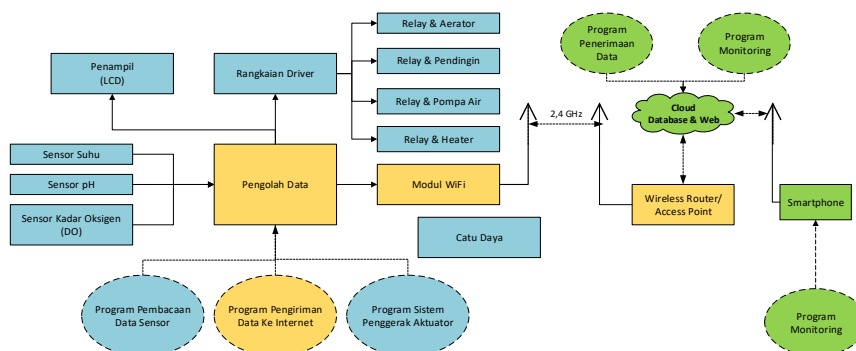 Relay & Aerator
Penampil
(LCD)
Rangkaian Driver
Relay & Pendingin
Relay & Pompa Air
Relay & Heater
Program
Penerimaan
Data
Program
Monitoring
Cloud
Database & Web
2,4 GHz
Sensor Suhu
Sensor pH
Sensor Kadar Oksigen
(DO)
Pengolah Data
Modul WiFi
Wireless Router/
Access Point
Smartphone
Catu Daya
Program Pembacaan
Data Sensor
Program Pengiriman
Data Ke Internet
Program Sistem
Penggerak Aktuator
Program
Monitoring